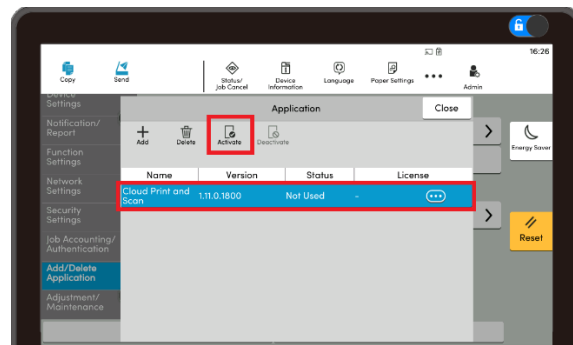 6
16:26
Copy
Send
Status/
Job Cancel
Device
Information
Language
Paper Settings
Admin
Device
Settings
Notification/
Report
Function
Settings
Network
Settings
Security
Settings
Job Accounting/
Authentication
Add/Delete
Application
Adjustment/
Maintenance
Application
Close
Add
Delete
Activate
Deactivate
Name Version Status License
Cloud Print and
Scan
1.11.0.1800 Not Used -
Energy Saver
Reset